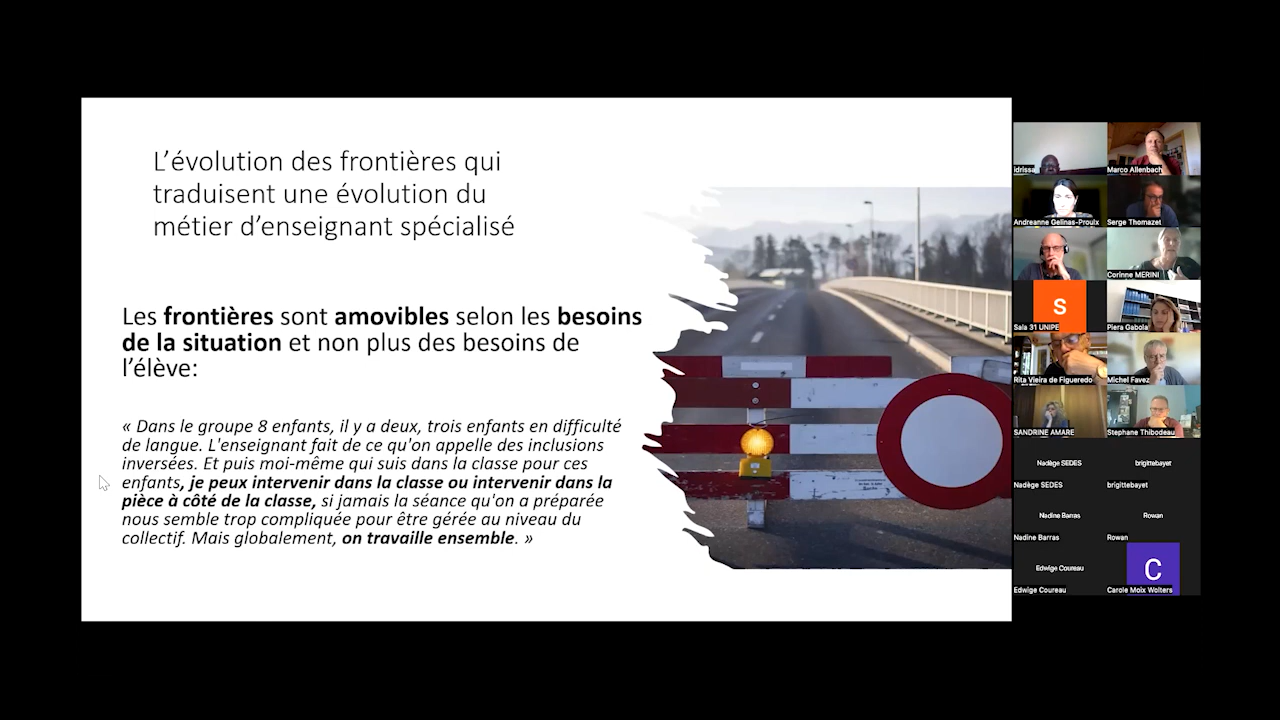 L’évolution des frontières qui
traduisent une évolution du
métier d’enseignant spécialisé
Les frontières sont amovibles selon les besoins
de la situation et non plus des besoins de
l’élève:
« Dans le groupe 8 enfants, il y a deux, trois enfants en difficulté
de langue. L'enseignant fait de ce qu'on appelle des inclusions
inversées. Et puis moi-même qui suis dans la classe pour ces
enfants, je peux intervenir dans la classe ou intervenir dans la
pièce à côté de la classe, si jamais la séance qu'on a préparée
nous semble trop compliquée pour être gérée au niveau du
collectif. Mais globalement, on travaille ensemble. »
idrissa
Marco Allenbach
Andreanne Gelinas-Proulx
Serge Thomazet
Corinne MERINI
S
Sala 31 UNIPE
Piera Gabola
Rita Vieira de Figueredo
Michel Favez
SANDRINE AMARE
Stephane Thibodeau
Nadège SEDES
brigittebayet
Nadège SEDES
brigittebayet
Nadine Barras
Rowan
Nadine Barras
Rowan
Edwige Coureau
C
Edwige Coureau
Carole Moix Wolters